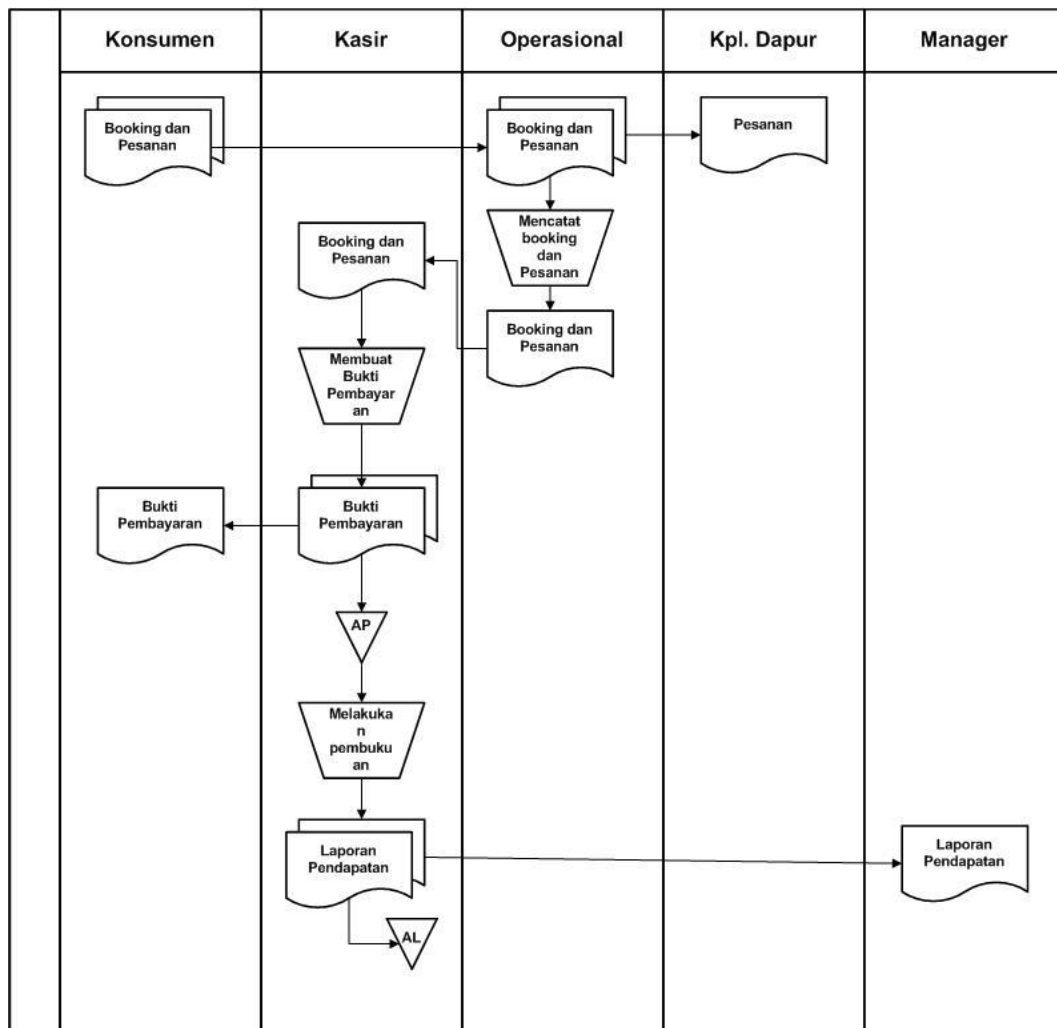 Konsumen
Kasir
Operasional
Kpl. Dapur
Manager
Booking dan
Pesanan
Booking dan
Pesanan
Pesanan
Mencatat
booking
dan
Pesanan
Booking dan
Pesanan
Booking dan
Pesanan
Membuat
Bukti
Pembayar
an
Bukti
Pembayaran
Bukti
Pembayaran
AP
Melakuka
n
pembuku
an
Laporan
Pendapatan
Laporan
Pendapatan
AL